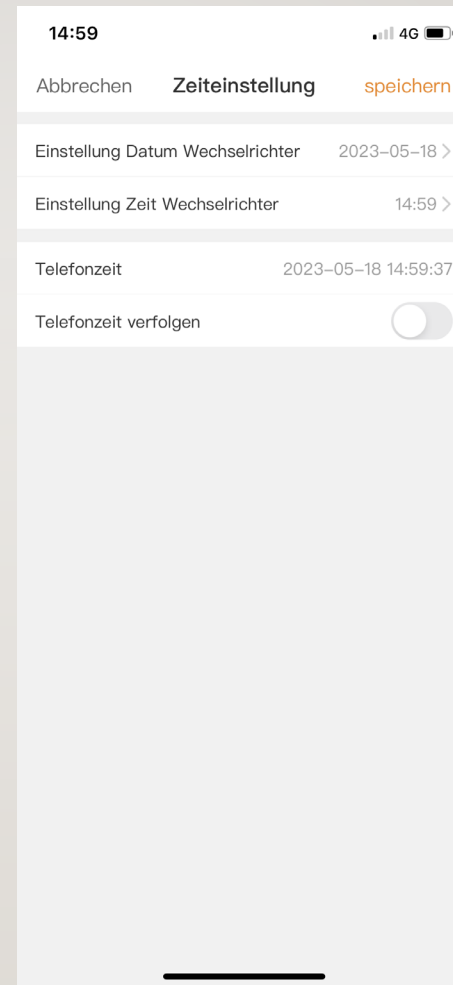 14:59 4G
Abbrechen Zeiteinstellung speichern
Einstellung Datum Wechselrichter 2023-05-18
Einstellung Zeit Wechselrichter 14:59
Telefonzeit 2023-05-18 14:59:37
Telefonzeit verfolgen